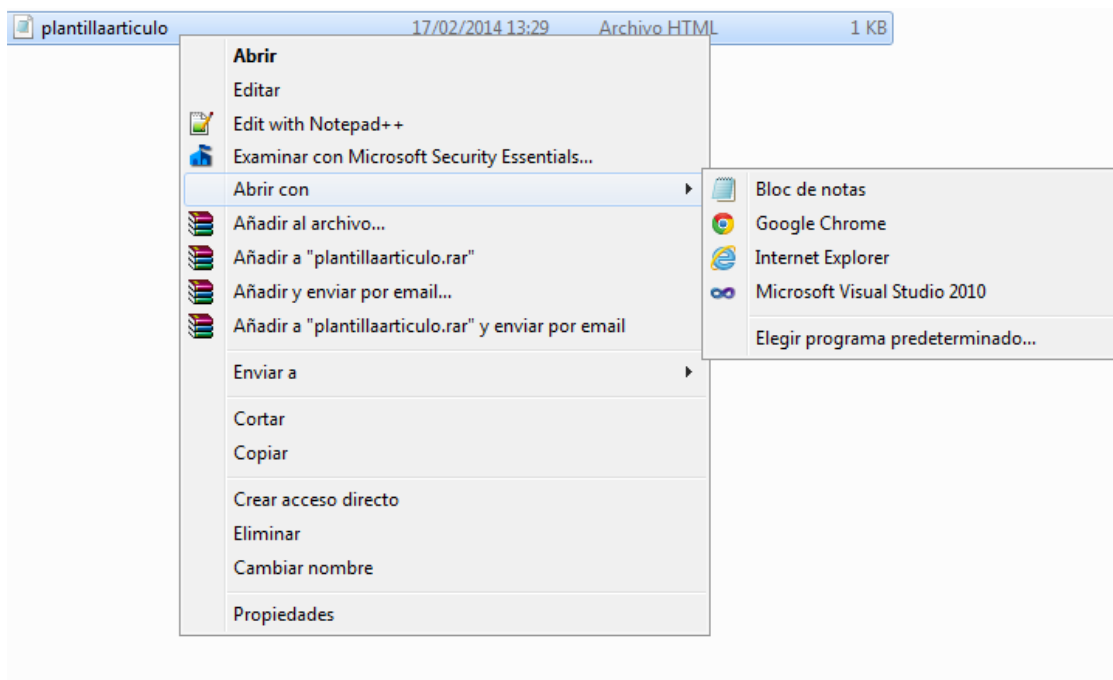 plantillaarticulo 17/02/2014 13:29 Archivo HTML 1 KB
Abrir
Editar
Edit with Notepad++
Examinar con Microsoft Security Essentials...
Abrir con
Añadir al archivo...
Añadir a "plantillaarticulo.rar"
Añadir y enviar por email...
Añadir a "plantillaarticulo.rar" y enviar por email
Enviar a
Cortar
Copiar
Crear acceso directo
Eliminar
Cambiar nombre
Propiedades
Bloc de notas
Google Chrome
Internet Explorer
Microsoft Visual Studio 2010
Elegir programa predeterminado...